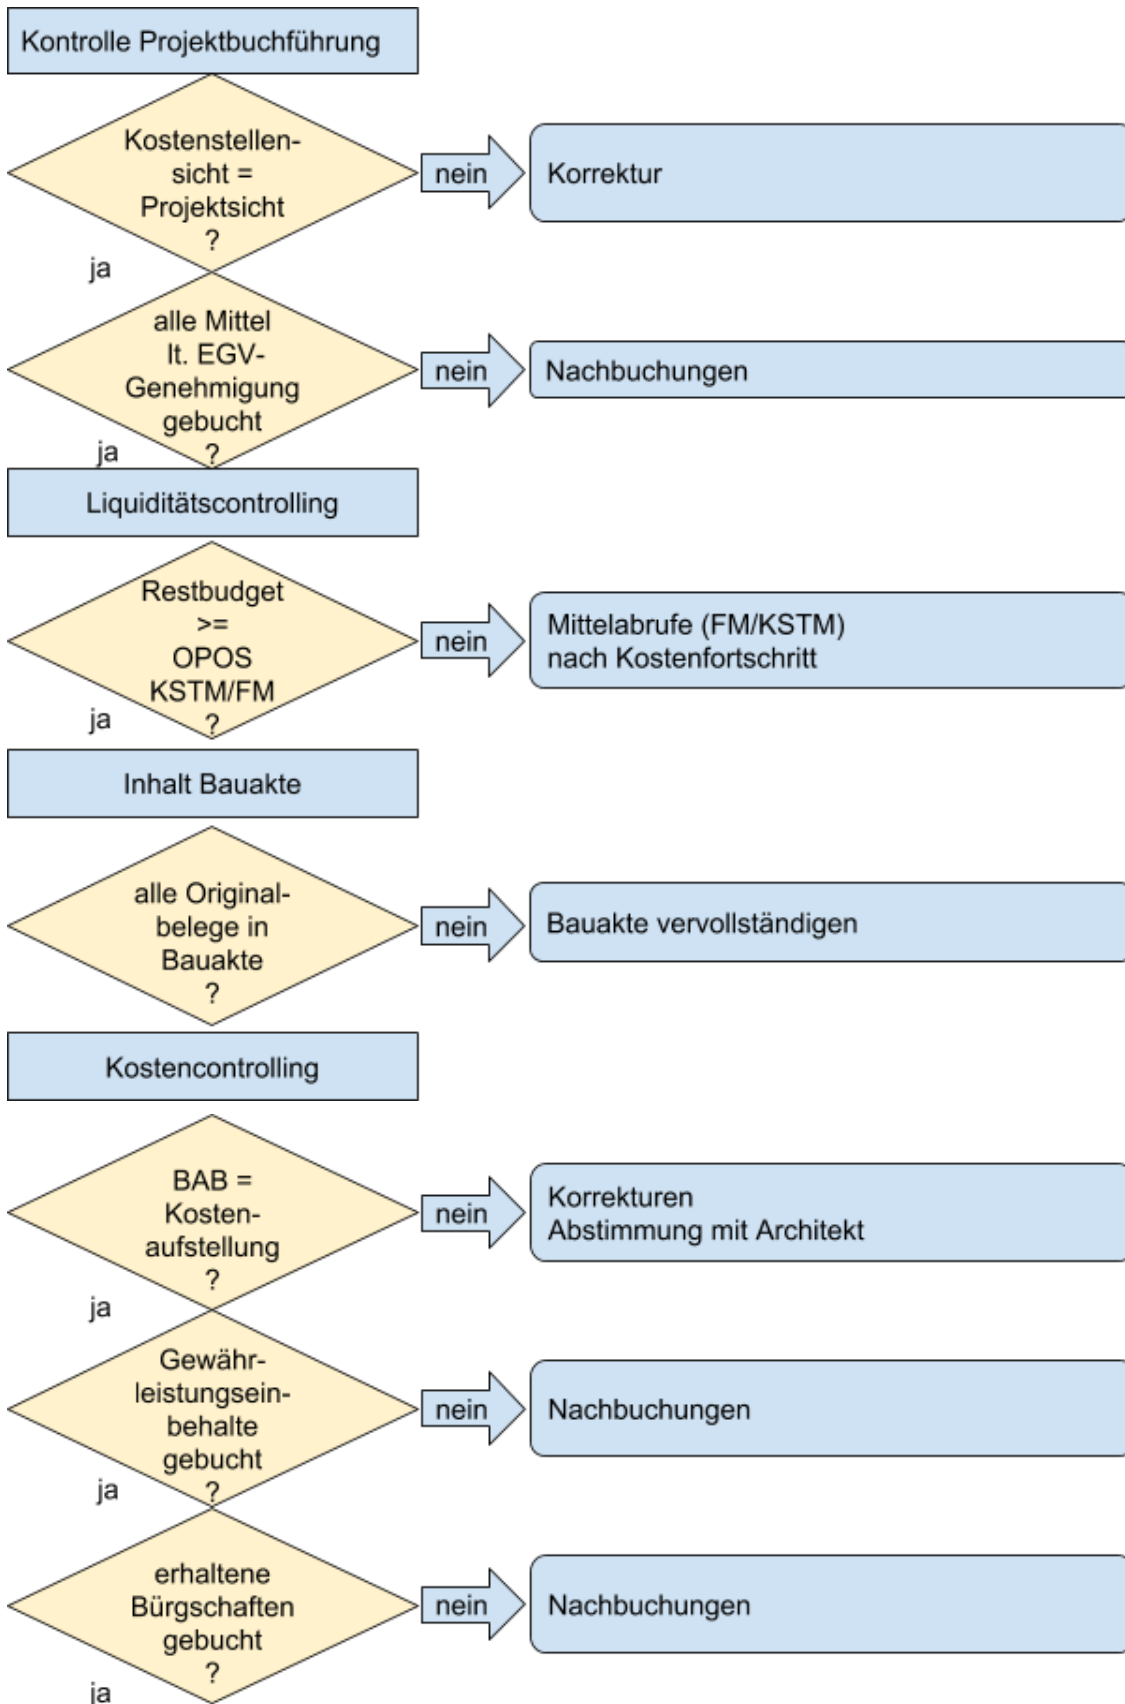 Kontrolle Projektbuchführung
Kostenstellen-
sicht =
Projektsicht
?
nein
Korrektur
ja
alle Mittel
lt. EGV-
Genehmigung
gebucht
?
nein
Nachbuchungen
ja
Liquiditätscontrolling
Restbudget
>=
OPOS
KSTM/FM
?
nein
Mittelabrufe (FM/KSTM)
nach Kostenfortschritt
ja
Inhalt Bauakte
alle Original-
belege in
Bauakte
?
nein
Bauakte vervollständigen
Kostencontrolling
BAB =
Kosten-
aufstellung
?
nein
Korrekturen
Abstimmung mit Architekt
ja
Gewähr-
leistungsein-
behalte
gebucht
?
nein
Nachbuchungen
ja
erhaltene
Bürgschaften
gebucht
?
nein
Nachbuchungen
ja